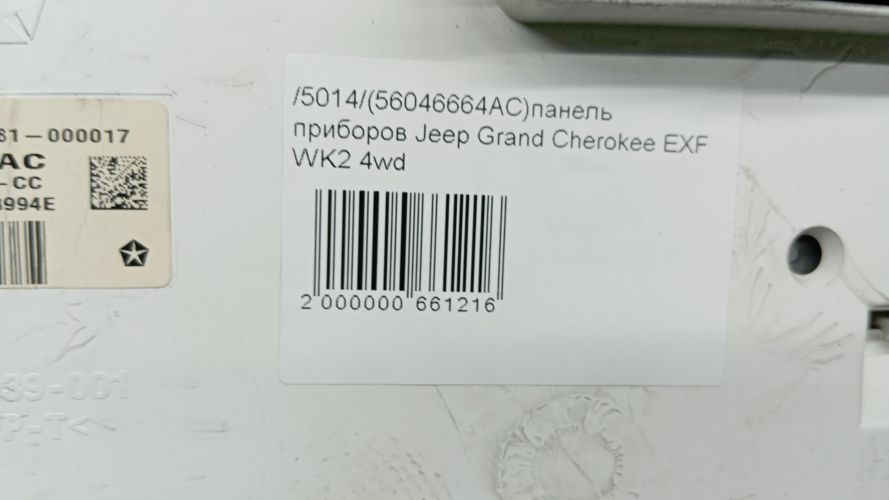 61-000017
AC
-CC
994E
/5014/(56046664AC)панель
приборов Jeep Grand Cherokee EXF
WK2 4wd
2 000000 661216
39-001
P-T<